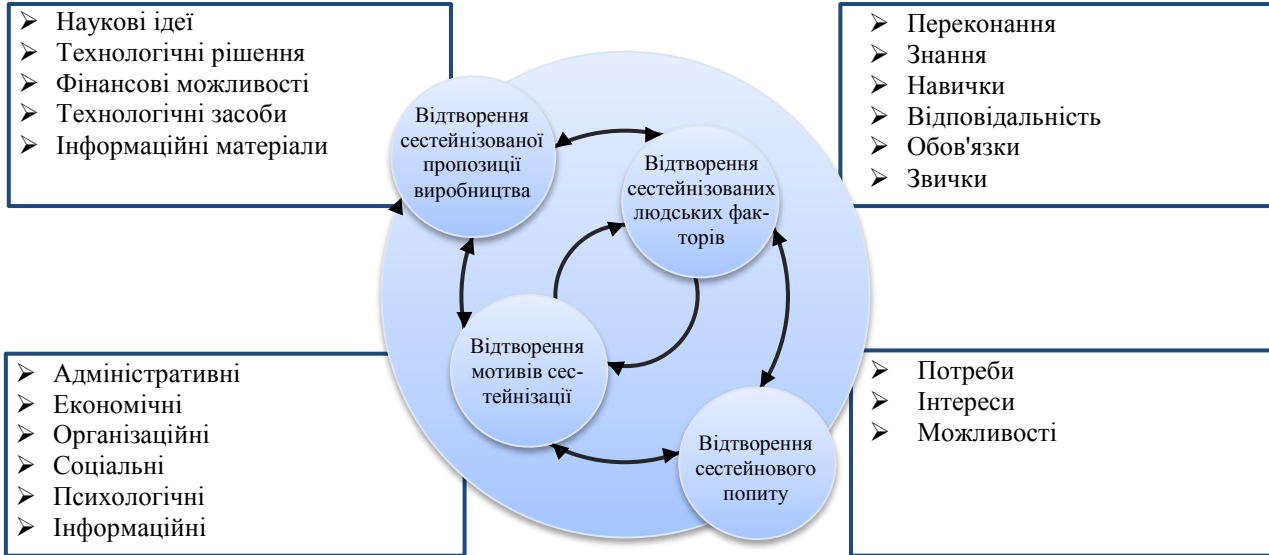 Наукові ідеї
Технологічні рішення
Фінансові можливості
Технологічні засоби
Інформаційні матеріали
Переконання
Знання
Навички
Відповідальність
Обов'язки
Звички
Відтворення
сестейнізованої
пропозиції
виробництва
Відтворення
сестейнізованих
людських фак-
торів
Відтворення
мотивів сес-
тейнізації
Відтворення
сестейнового
попиту
Адміністративні
Економічні
Організаційні
Соціальні
Психологічні
Інформаційні
Потреби
Інтереси
Можливості